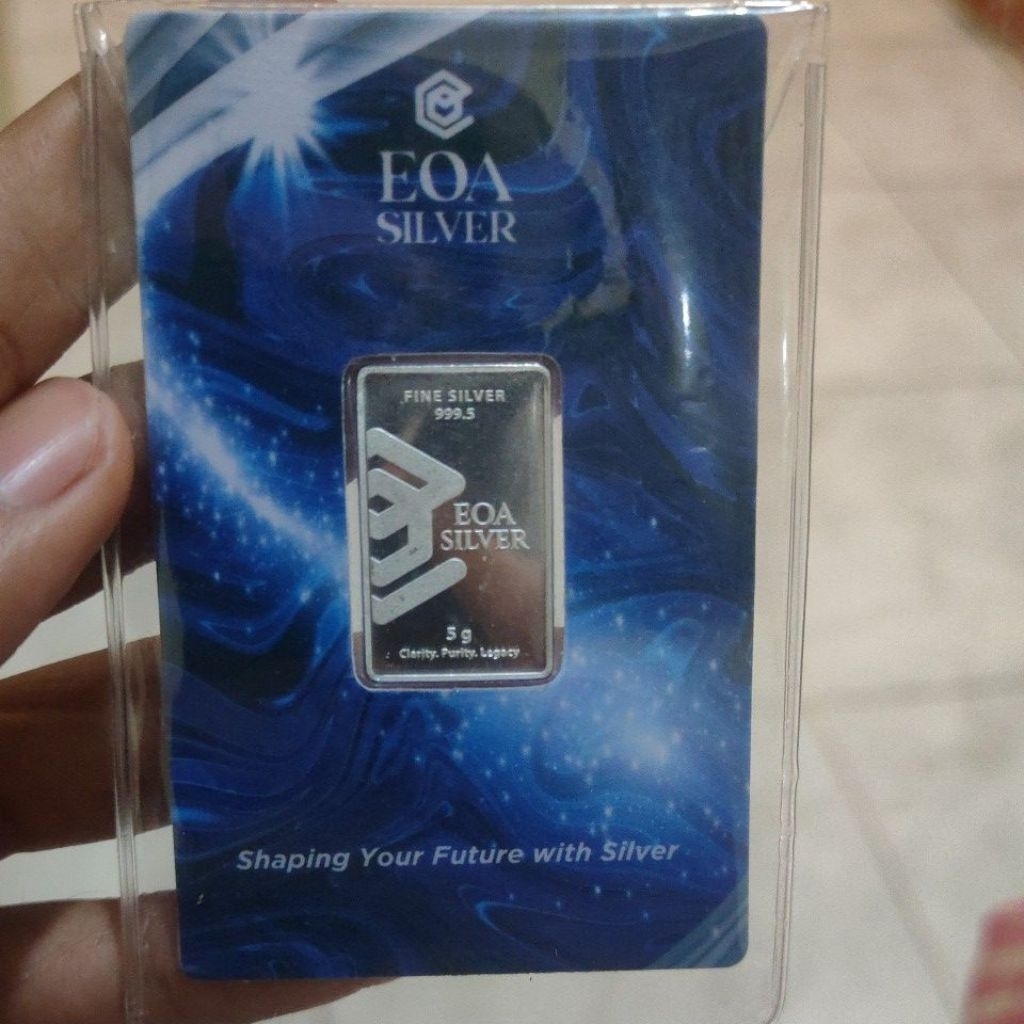 EOA
SILVER
FINE SILVER
999.5
EOA
SILVER
5 g
Clarity. Purity. Legacy
Shaping Your Future with Silver